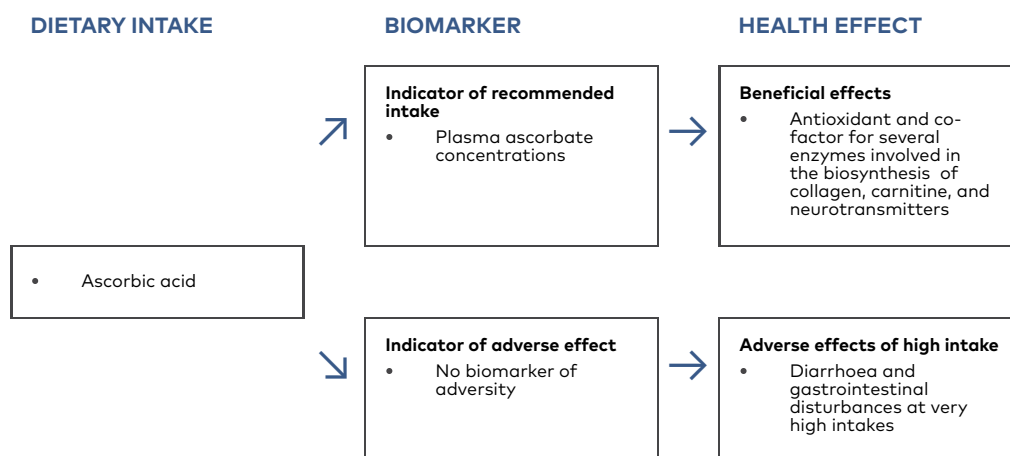 DIETARY INTAKE
BIOMARKER
HEALTH EFFECT
Indicator of recommended
intake
• Plasma ascorbate
concentrations
Beneficial effects
• Antioxidant and co-
factor for several
enzymes involved in
the biosynthesis of
collagen, carnitine, and
neurotransmitters
• Ascorbic acid
Indicator of adverse effect
• No biomarker of
adversity
Adverse effects of high intake
• Diarrhoea and
gastrointestinal
disturbances at very
high intakes